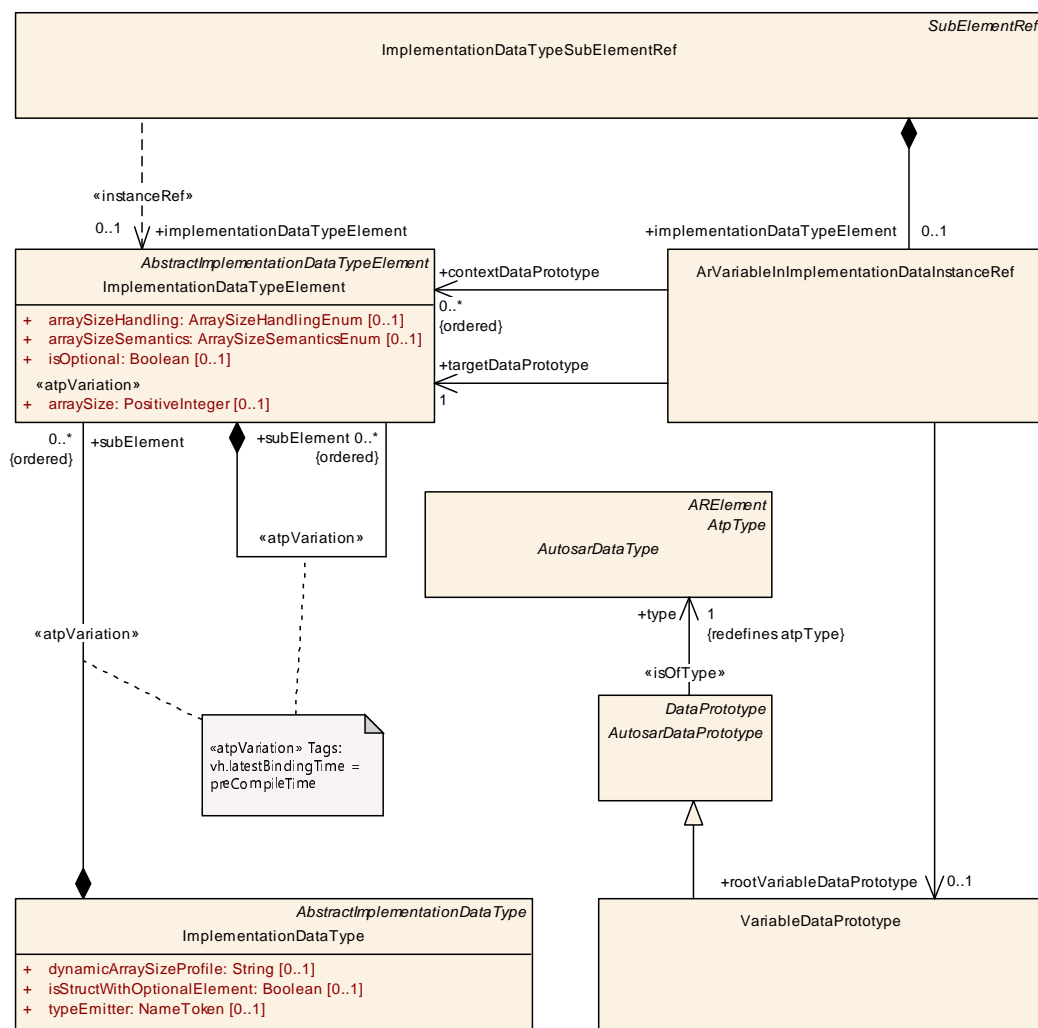 SubElementRef
ImplementationDataTypeSubElementRef
«instanceRef»
0..1
+implementationDataTypeElement
+implementationDataTypeElement
0..1
AbstractImplementationDataTypeElement
ImplementationDataTypeElement
+ arraySizeHandling: ArraySizeHandlingEnum [0..1]
+ arraySizeSemantics: ArraySizeSemanticsEnum [0..1]
+ isOptional: Boolean [0..1]
«atpVariation»
+ arraySize: PositiveInteger [0..1]
+contextDataPrototype
0..*
{ordered}
+targetDataPrototype
1
ArVariableInImplementationDataInstanceRef
0..*
{ordered}
+subElement
+subElement 0..*
{ordered}
«atpVariation»
ARElement
AtpType
AutosarDataType
+type
1
{redefines atpType}
«isOfType»
«atpVariation»
DataPrototype
AutosarDataPrototype
«atpVariation» Tags:
vh.latestBindingTime =
preCompileTime
+rootVariableDataPrototype
0..1
AbstractImplementationDataType
ImplementationDataType
+ dynamicArraySizeProfile: String [0..1]
+ isStructWithOptionalElement: Boolean [0..1]
+ typeEmitter: NameToken [0..1]
VariableDataPrototype